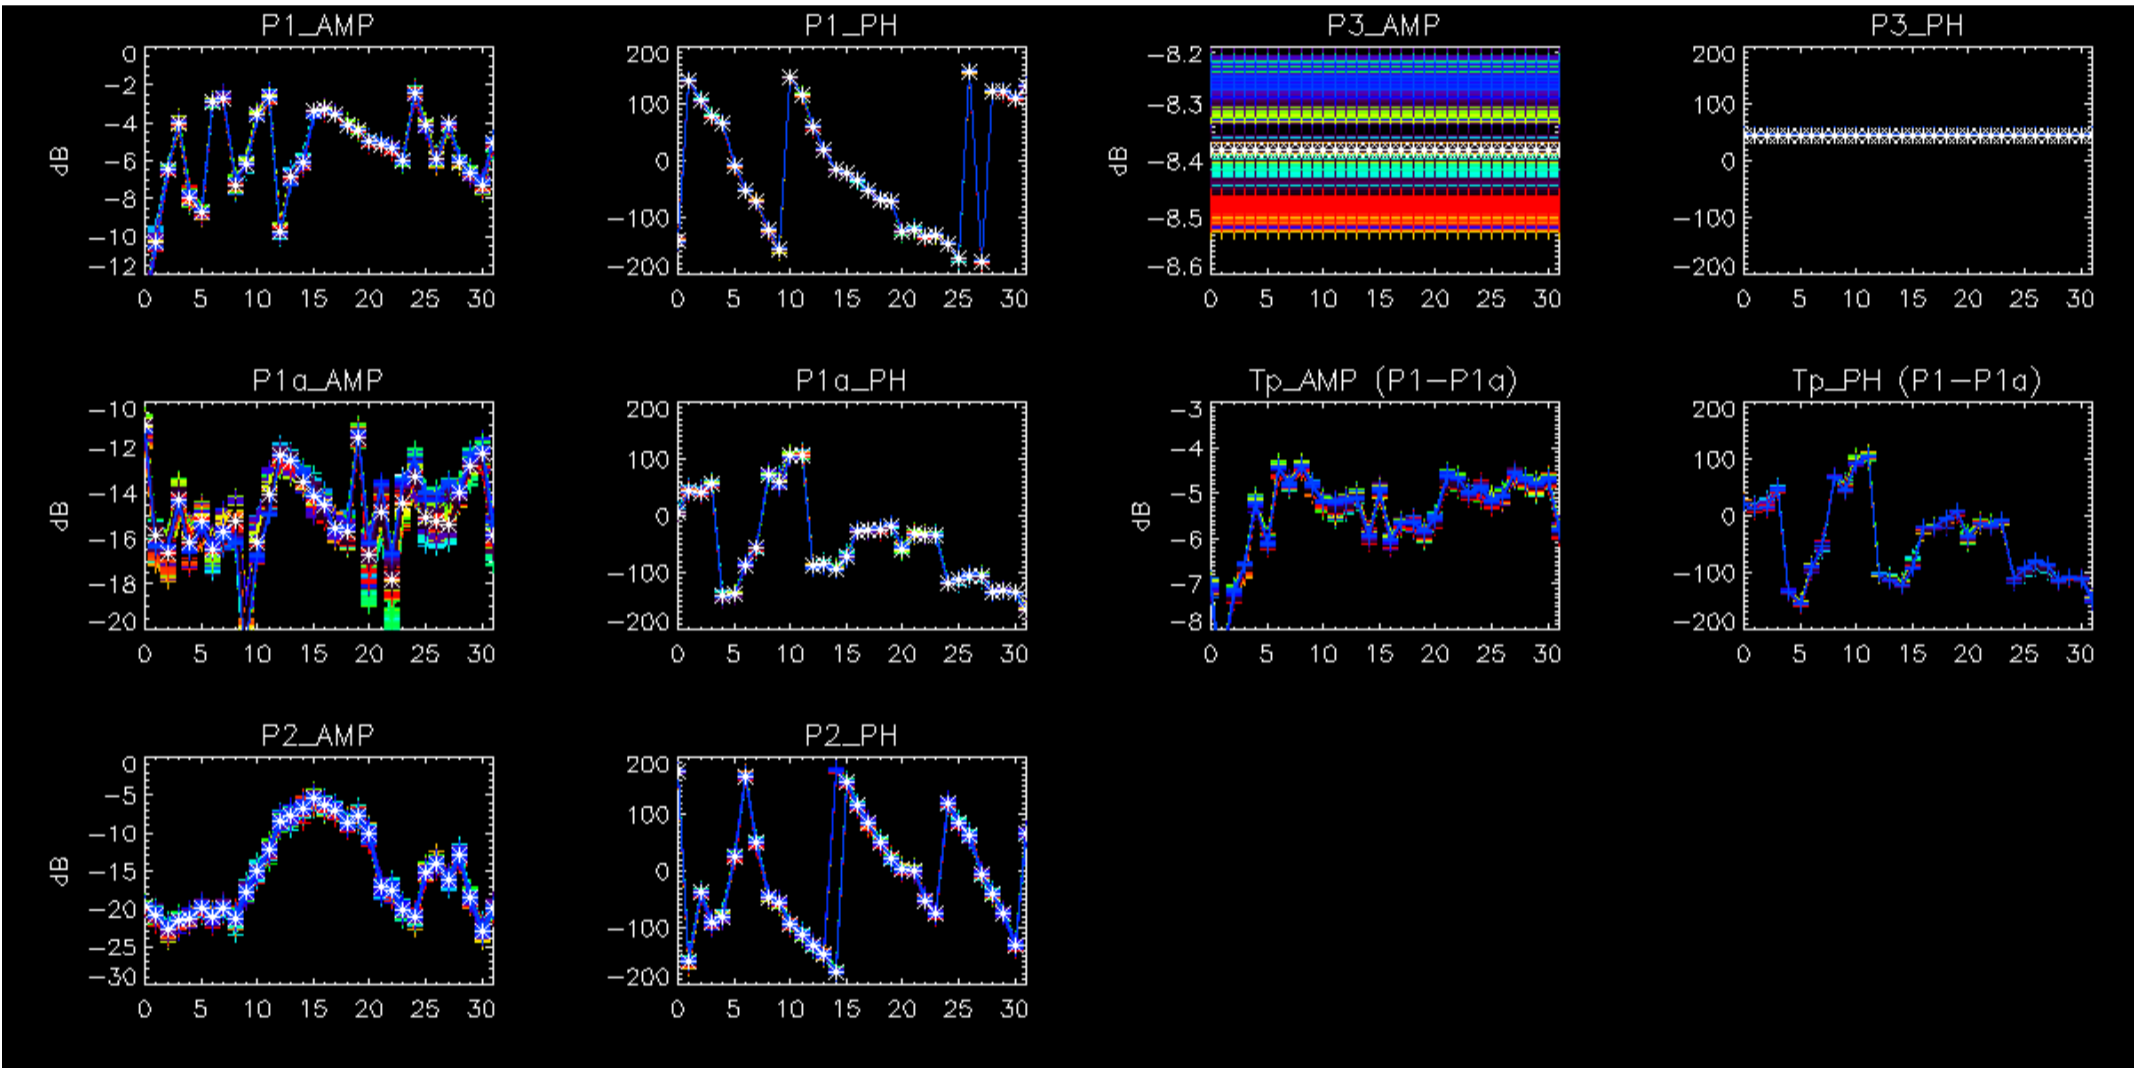 P1_AMP
0
-2
-4
-6
-8
-10
-12
dB
0 5 10 15 20 25 30
P1_PH
200
100
0
-100
-200
0 5 10 15 20 25 30
P3_AMP
-8.2
-8.3
-8.4
-8.5
-8.6
dB
0 5 10 15 20 25 30
P3_PH
200
100
0
-100
-200
0 5 10 15 20 25 30
P1a_AMP
-10
-12
-14
-16
-18
-20
dB
0 5 10 15 20 25 30
P1a_PH
200
100
0
-100
-200
0 5 10 15 20 25 30
Tp_AMP (P1-P1a)
-3
-4
-5
-6
-7
-8
dB
0 5 10 15 20 25 30
Tp_PH (P1-P1a)
200
100
0
-100
-200
0 5 10 15 20 25 30
P2_AMP
0
-5
-10
-15
-20
-25
-30
dB
0 5 10 15 20 25 30
P2_PH
200
100
0
-100
-200
0 5 10 15 20 25 30